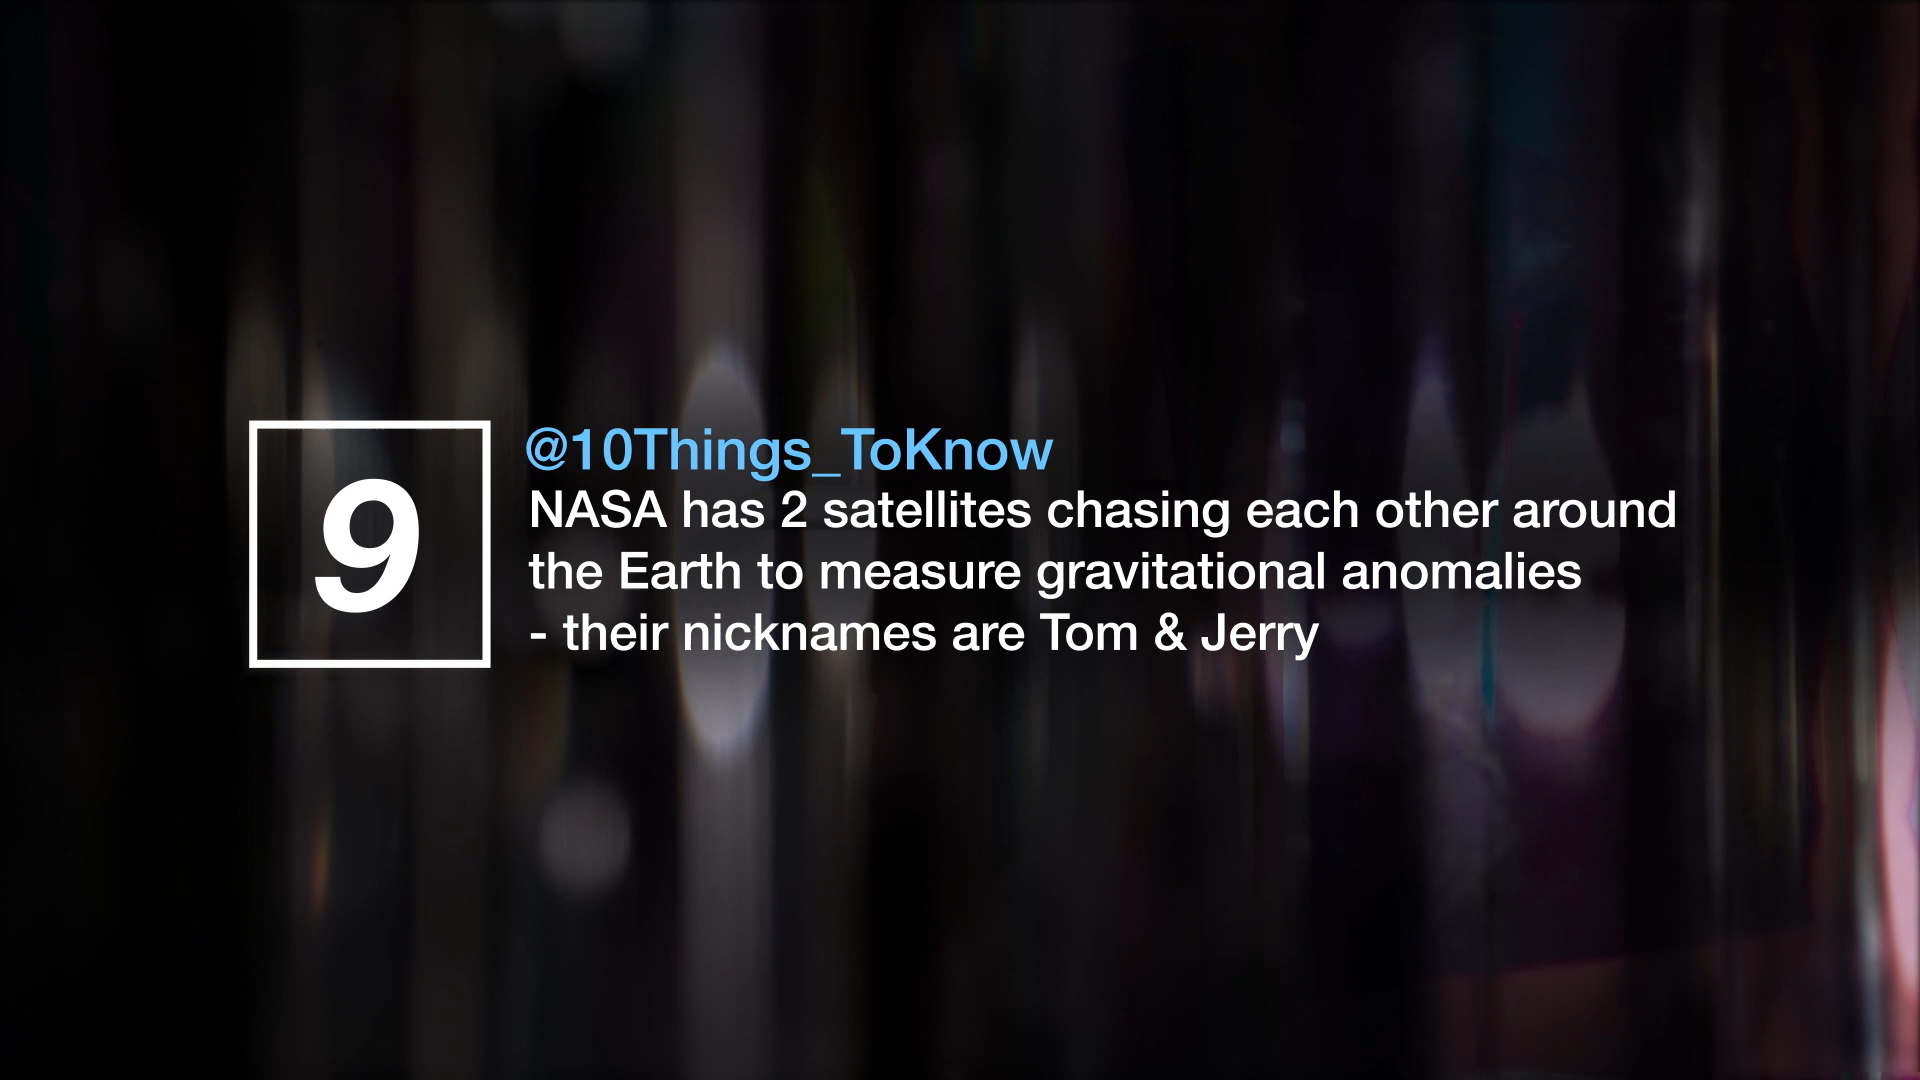 9
@10Things_ToKnow
NASA has 2 satellites chasing each other around
the Earth to measure gravitational anomalies
- their nicknames are Tom & Jerry